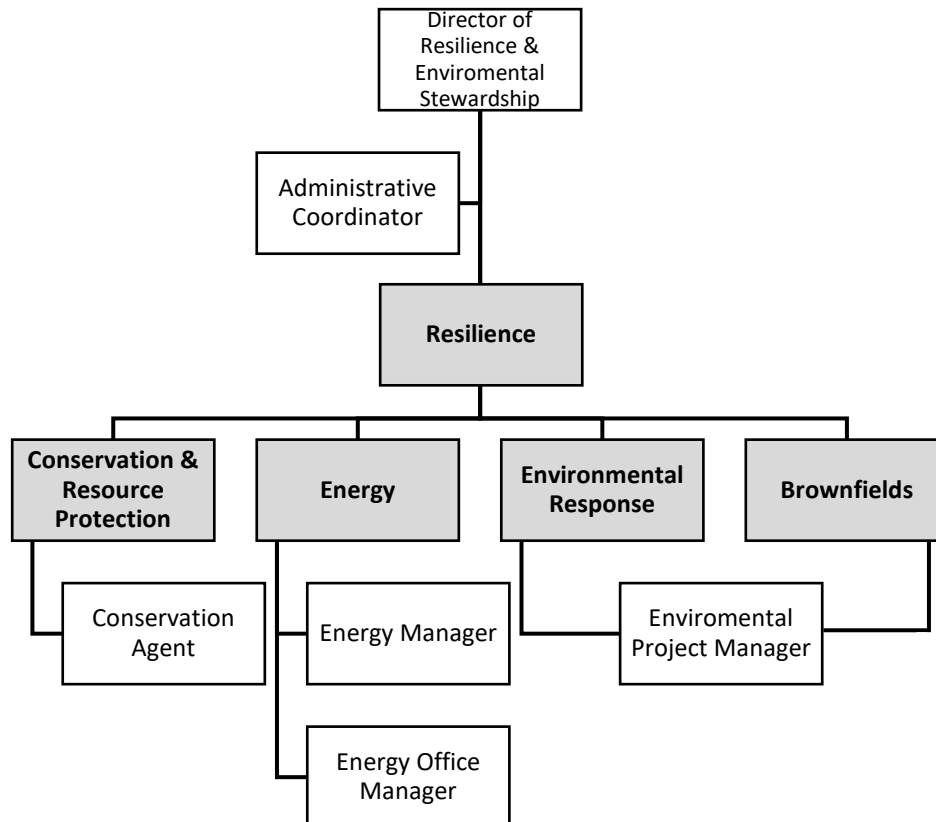 Director of
Resilience &
Enviromental
Stewardship
Administrative
Coordinator
Resilience
Conservation &
Resource
Protection
Energy
Environmental
Response
Brownfields
Conservation
Agent
Energy Manager
Enviromental
Project Manager
Energy Office
Manager